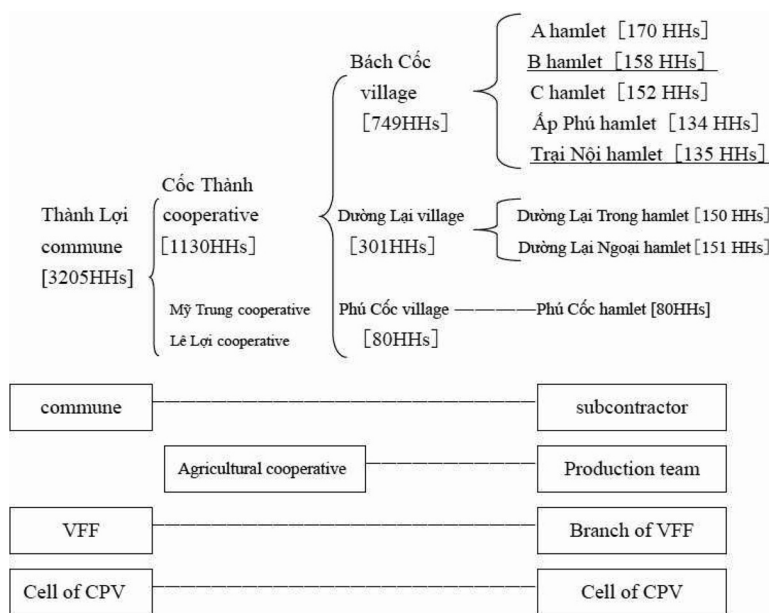 Thành Lợi
commune
[3205HHs]
Cốc Thành
cooperative
[1130HHs]
Mỹ Trung cooperative
Lê Lợi cooperative
Bách Cốc
village
[749HHs]
A hamlet [170 HHs]
B hamlet [158 HHs]
C hamlet [152 HHs]
Ấp Phú hamlet [134 HHs]
Trại Nội hamlet [135 HHs]
Dường Lại village
[301HHs]
Dường Lại Trong hamlet [150 HHs]
Dường Lại Ngoại hamlet [151 HHs]
Phú Cốc village
[80HHs]
Phú Cốc hamlet [80HHs]
commune
subcontractor
Agricultural cooperative
Production team
VFF
Branch of VFF
Cell of CPV
Cell of CPV